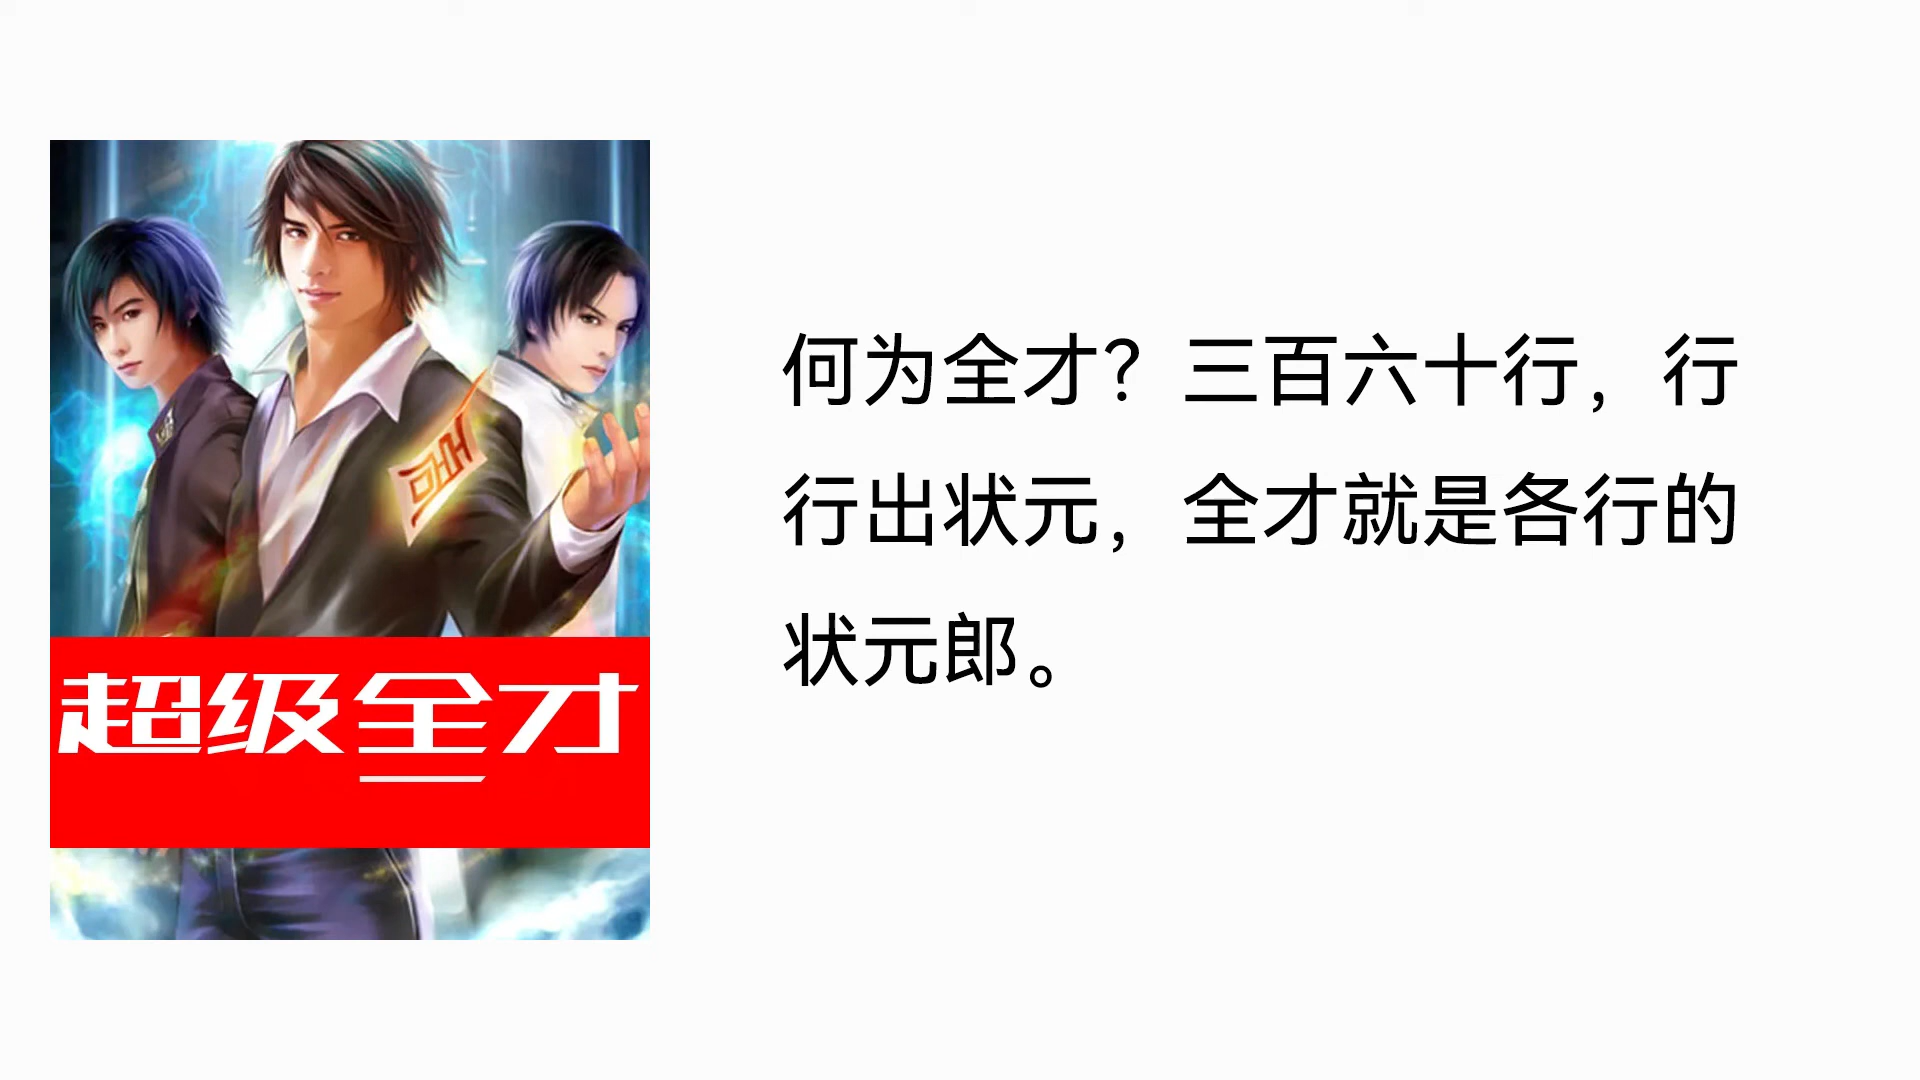 超级全才
何为全才？三百六十行，行
行出状元，全才就是各行的
状元郎。